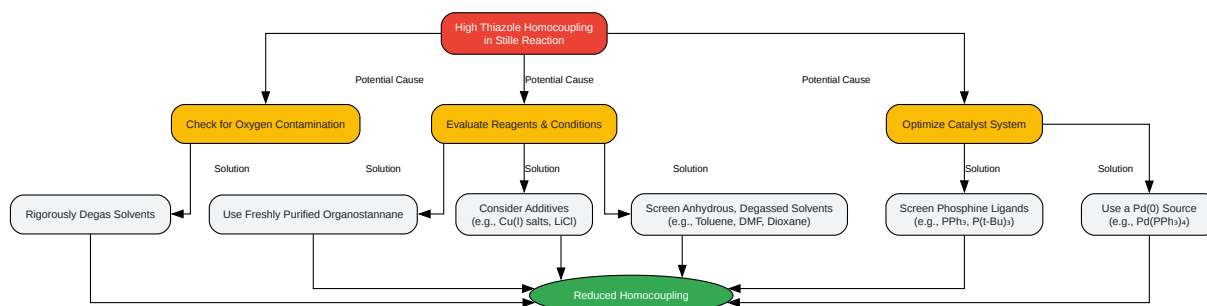 High Thiazole Homocoupling
in Stille Reaction
Potential Cause
Potential Cause
Potential Cause
Check for Oxygen Contamination
Evaluate Reagents & Conditions
Optimize Catalyst System
Solution
Solution
Solution
Solution
Solution
Solution
Rigorously Degas Solvents
Use Freshly Purified Organostannane
Consider Additives
(e.g., Cu(I) salts, LiCl)
Screen Anhydrous, Degassed Solvents
(e.g., Toluene, DMF, Dioxane)
Screen Phosphine Ligands
(e.g., PPh₃, P(t-Bu)₃)
Use a Pd(0) Source
(e.g., Pd(PPh₃)₄)
Reduced Homocoupling